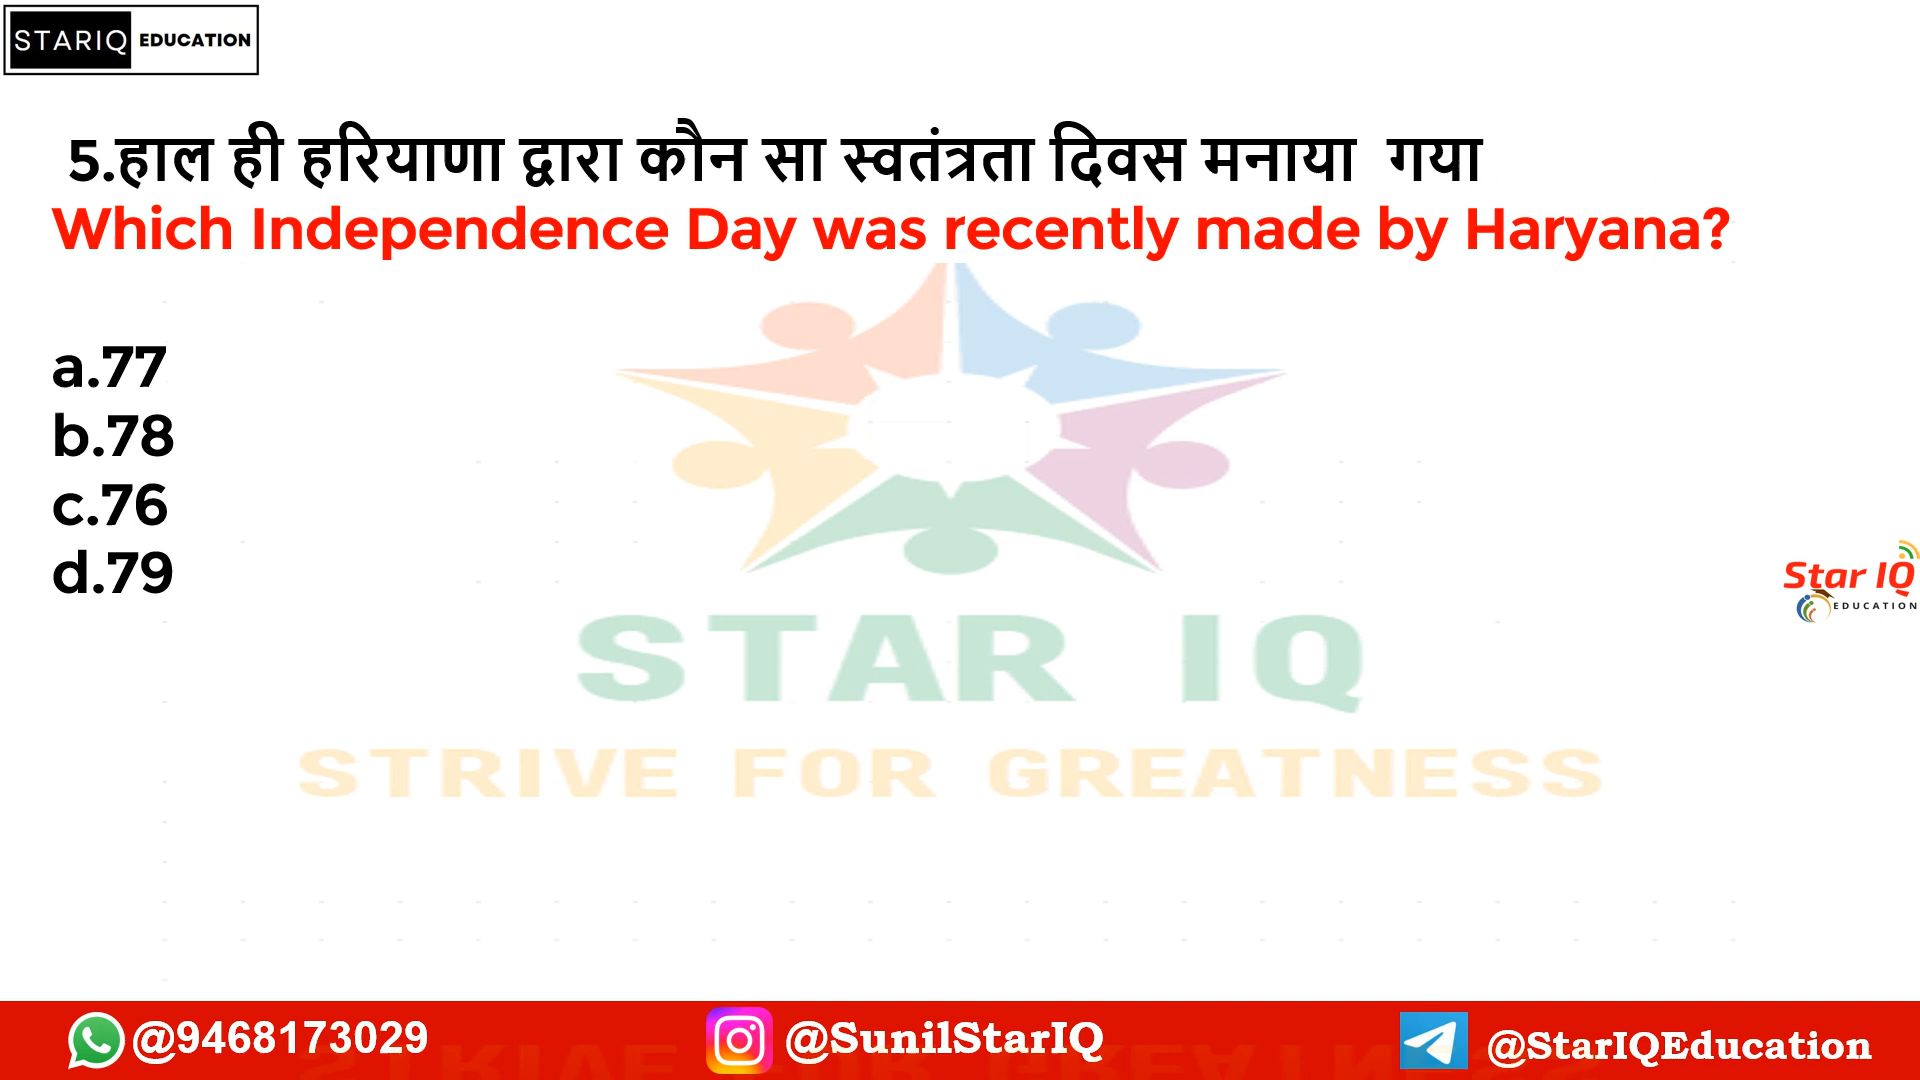 STARIQ EDUCATION
5.हाल ही हरियाणा द्वारा कौन सा स्वतंत्रता दिवस मनाया गया
Which Independence Day was recently made by Haryana?
a.77
b.78
c.76
d.79
Star IQ
EDUCATION
STAR IQ
STRIVE FOR GREATNESS
@9468173029
@SunilStarIQ
@StarIQEducation